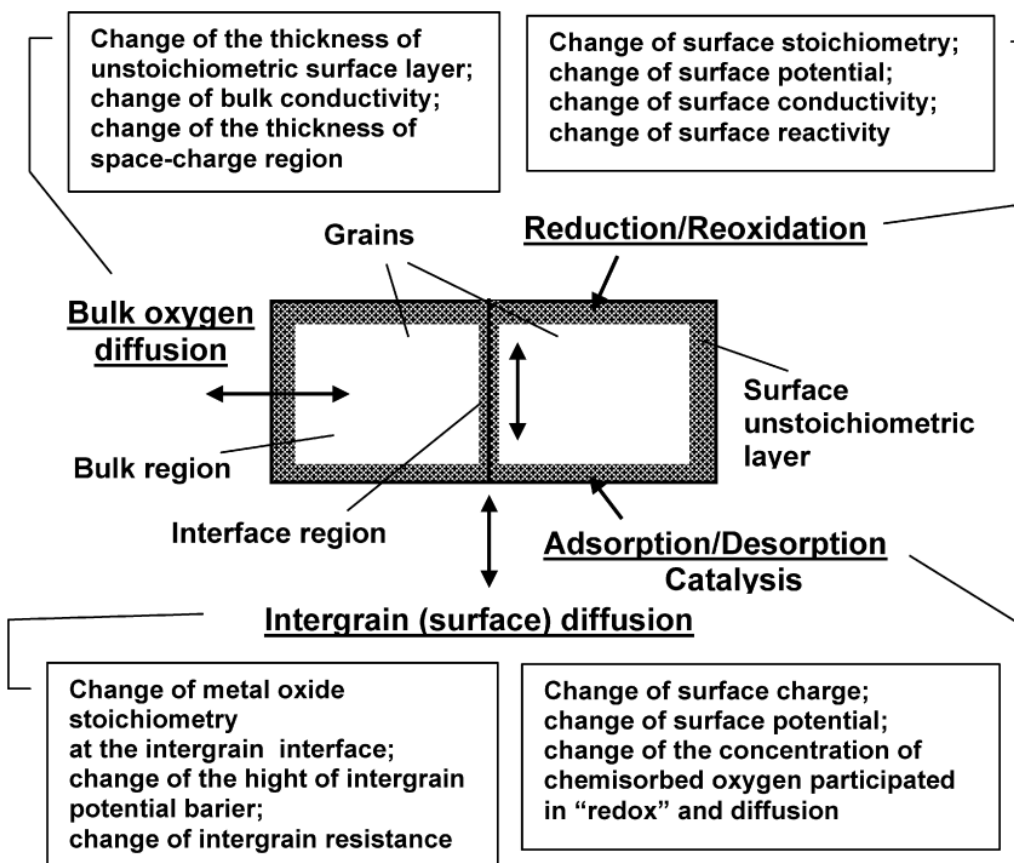 Change of the thickness of
unstoichiometric surface layer;
change of bulk conductivity;
change of the thickness of
space-charge region
Change of surface stoichiometry;
change of surface potential;
change of surface conductivity;
change of surface reactivity
Grains
Reduction/Reoxidation
Bulk oxygen
diffusion
Surface
unstoichiometric
layer
Bulk region
Interface region
Adsorption/Desorption
Catalysis
Intergrain (surface) diffusion
Change of metal oxide
stoichiometry
at the intergrain interface;
change of the hight of intergrain
potential barier;
change of intergrain resistance
Change of surface charge;
change of surface potential;
change of the concentration of
chemisorbed oxygen participated
in “redox” and diffusion